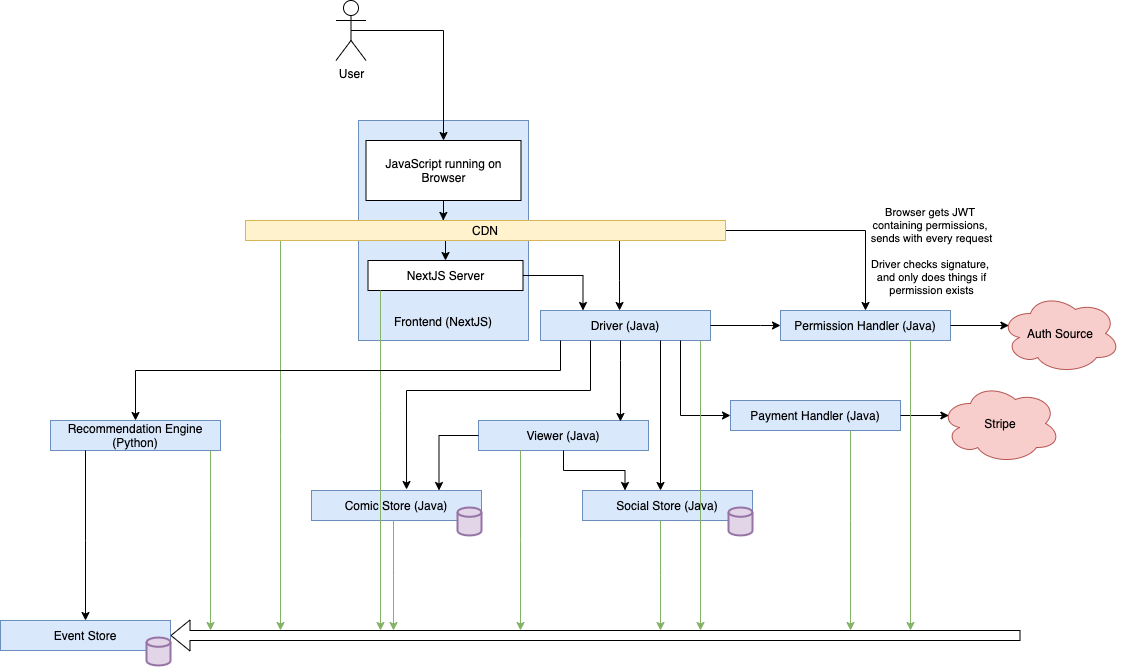 User
JavaScript running on
Browser
CDN
NextJS Server
Frontend (NextJS)
Browser gets JWT
containing permissions,
sends with every request
Driver checks signature,
and only does things if
permission exists
Driver (Java)
Permission Handler (Java)
Auth Source
Recommendation Engine
(Python)
Viewer (Java)
Payment Handler (Java)
Stripe
Comic Store (Java)
Social Store (Java)
Event Store